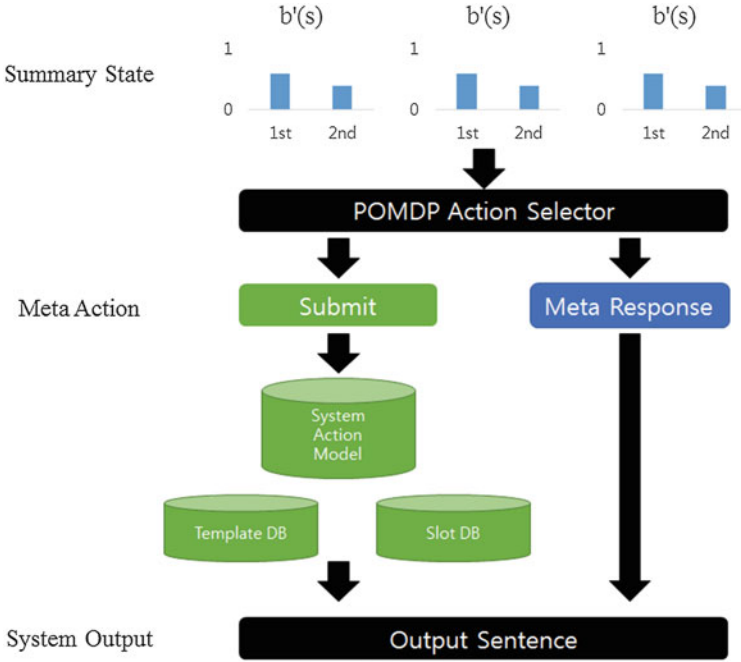 b'(s) b'(s) b'(s)
Summary State
1 1 1
0 0 0
1st 2nd 1st 2nd 1st 2nd
POMDP Action Selector
Meta Action
Submit
Meta Response
System
Action
Model
Template DB
Slot DB
System Output
Output Sentence